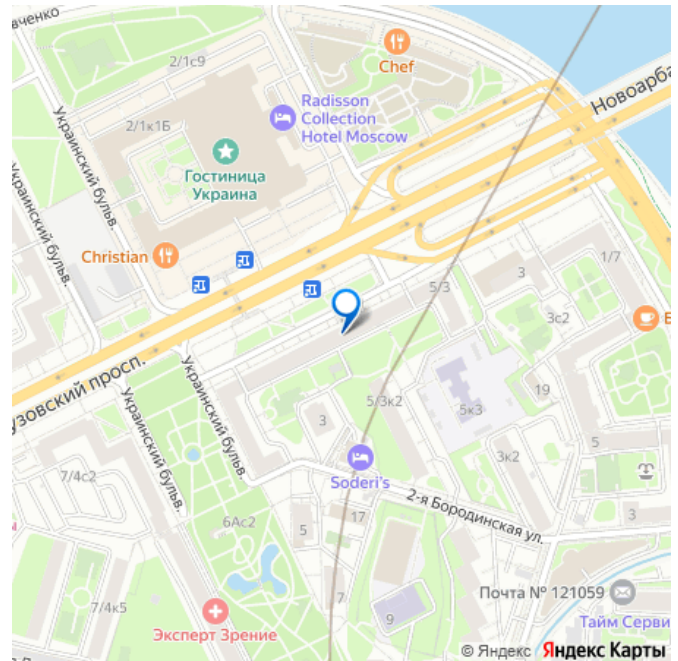 вченко
2/1с9
Chef
Новоарба
Radisson
Collection
Hotel Moscow
2/1к1Б
Украинский бульв.
Украинский бульв.
Гостиница
Украина
Christian
1/7
3
5/3
3с2
узовский просп.
Украинский бульв.
Украинский бульв.
5/3к2
5к3
19
3
3к2
5
7/4с2
Soderi's
2-я Бородинская ул.
6Ас2
5
17
3
7
9
7/4к5
Эксперт Зрение
Почта № 121059
Тайм Серви
© Яндекс Яндекс Карты